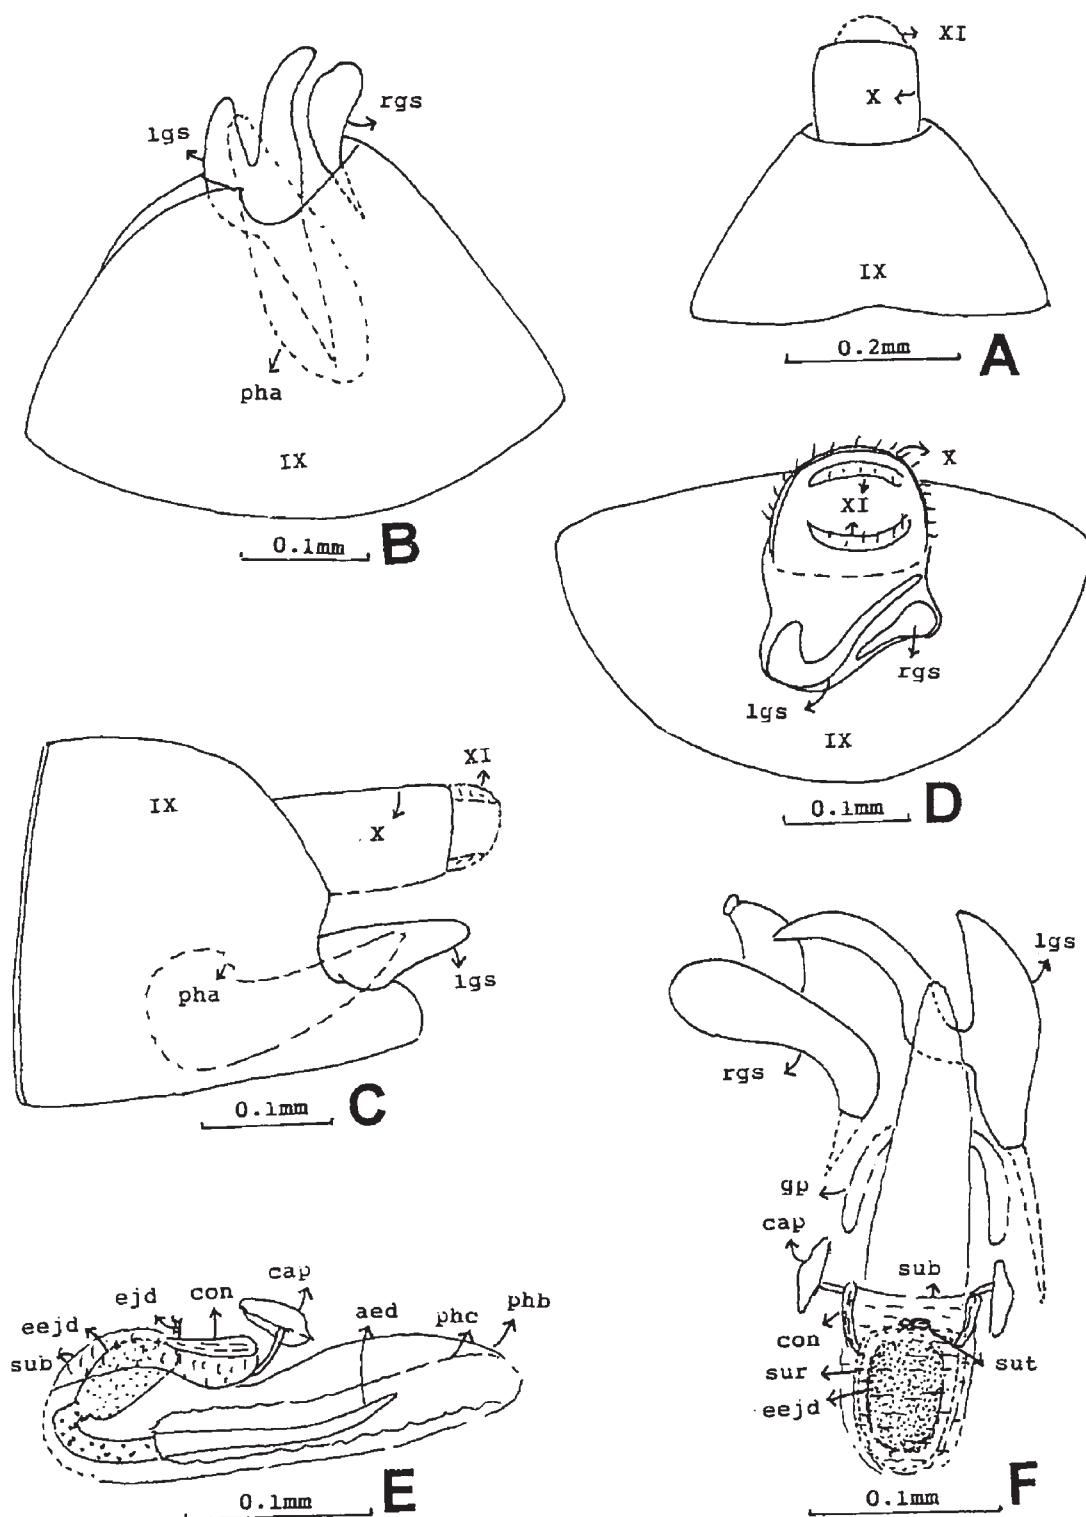 XI
X
IX
0.2mm
A
lgs
rgs
pha
IX
0.1mm
B
X
XI
rgs
lgs
IX
0.1mm
D
XI
IX
X
pha
lgs
0.1mm
C
lgs
rgs
gp
cap
sub
con
sut
sur
eejd
0.1mm
F
cap
con
ejd
eejd
sub
aed
phc
phb
0.1mm
E